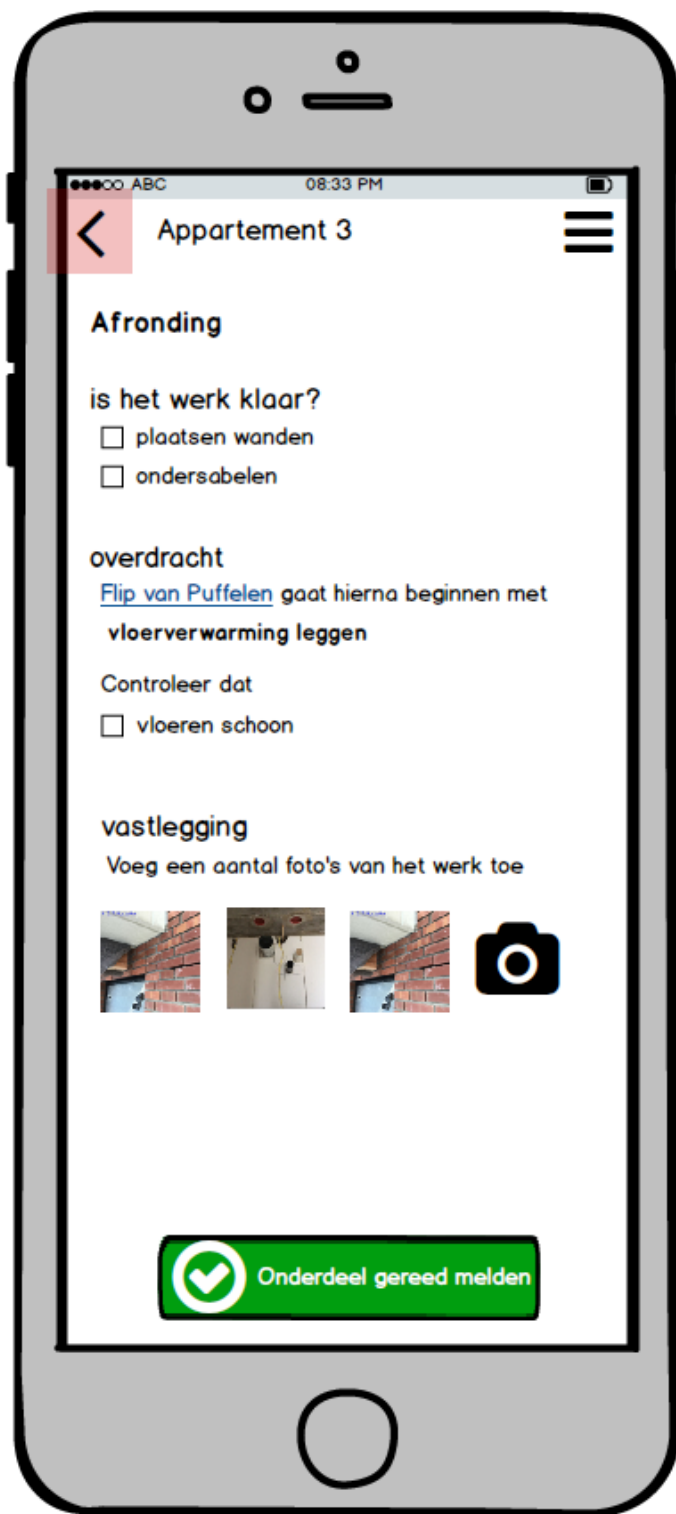 ABC 08:33 PM
Appartement 3
Afronding
is het werk klaar?
plaatsen wanden
ondersabelen
overdracht
Flip van Puffelen gaat hierna beginnen met
vloerverwarming leggen
Controleer dat
vloeren schoon
vastlegging
Voeg een aantal foto's van het werk toe
Onderdeel gereed melden